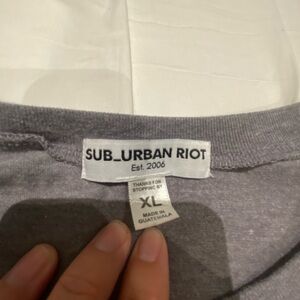 SUB_URBAN RIOT
Est. 2006
THANKS FOR
STOPPING BY
XL
MADE IN
GUATEMALA